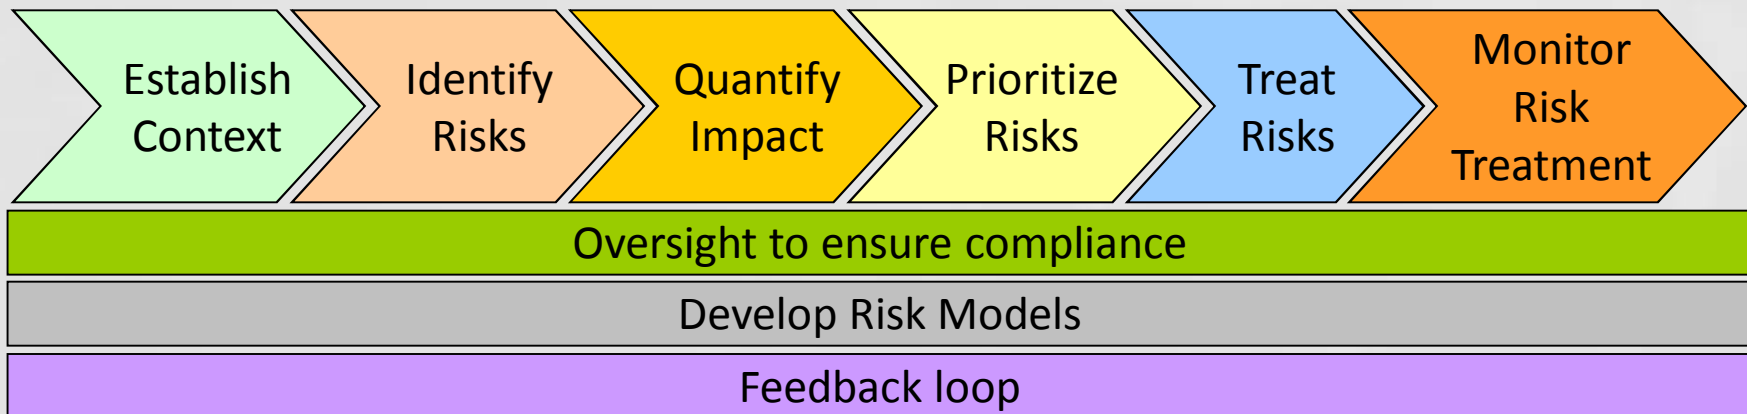 Establish
Context
Identify
Risks
Quantify
Impact
Prioritize
Risks
Treat
Risks
Monitor
Risk
Treatment
Oversight to ensure compliance
Develop Risk Models
Feedback loop